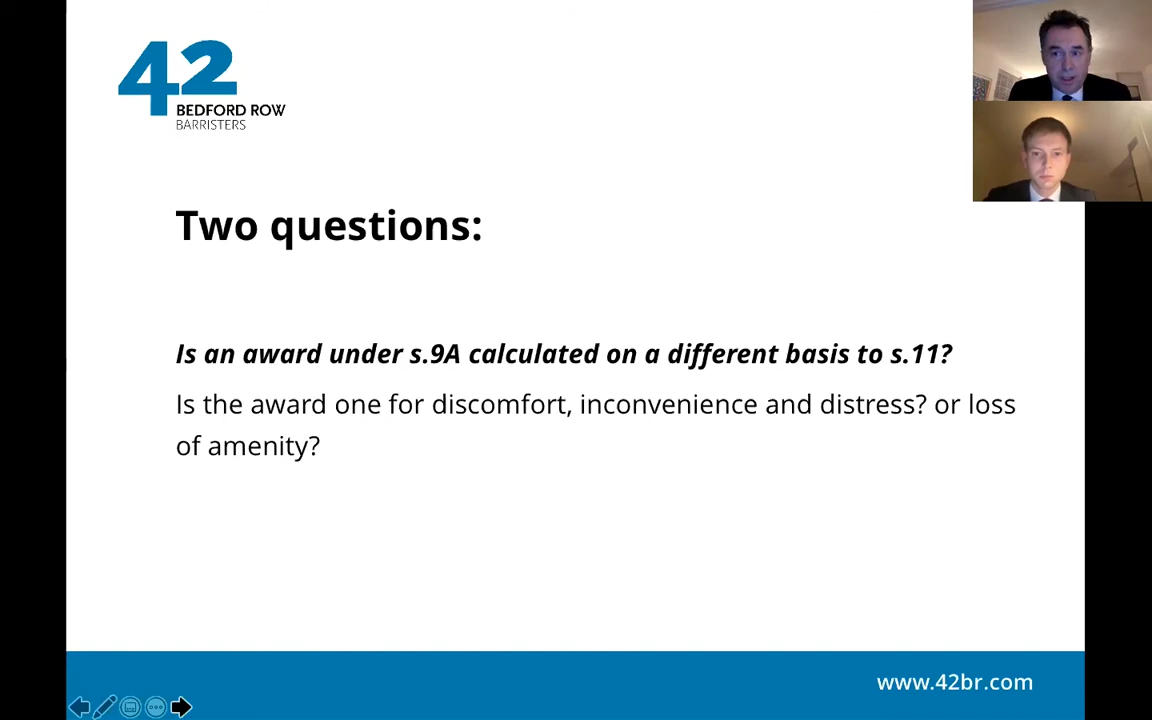 42
BEDFORD ROW
BARRISTERS
Two questions:
Is an award under s.9A calculated on a different basis to s.11?
Is the award one for discomfort, inconvenience and distress? or loss
of amenity?
www.42br.com